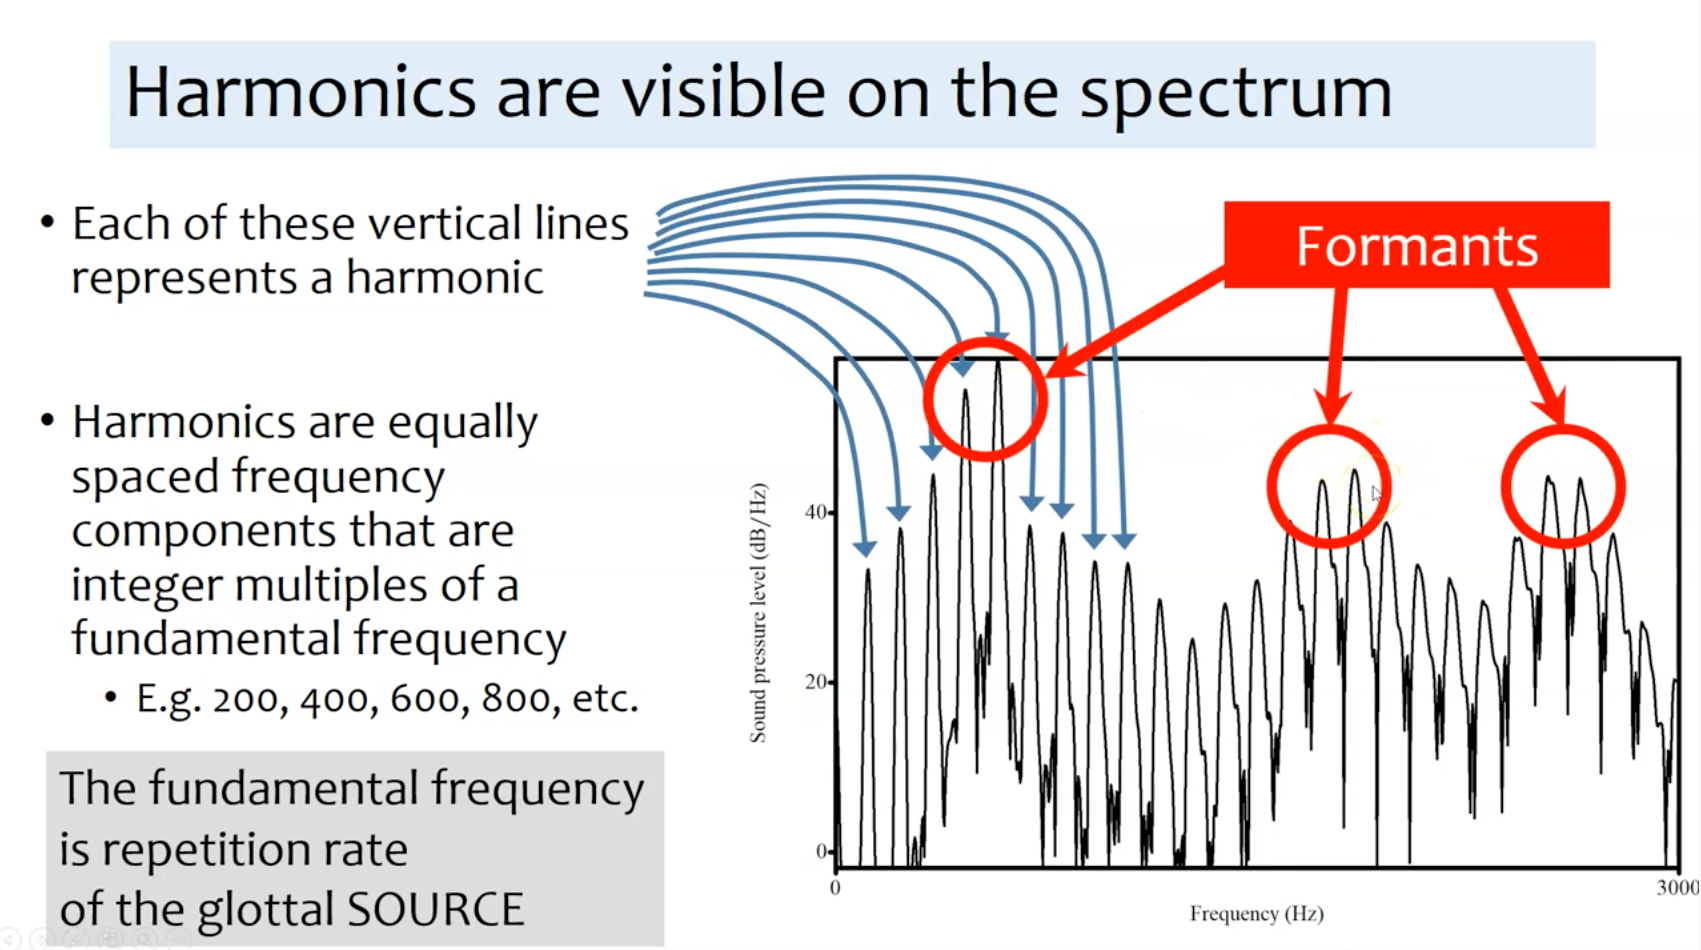 Harmonics are visible on the spectrum
• Each of these vertical lines
represents a harmonic
• Harmonics are equally
spaced frequency
components that are
integer multiples of a
fundamental frequency
• E.g. 200, 400, 600, 800, etc.
The fundamental frequency
is repetition rate
of the glottal SOURCE
Formants
Sound pressure level (dB/Hz)
40
20
0
0
3000
Frequency (Hz)